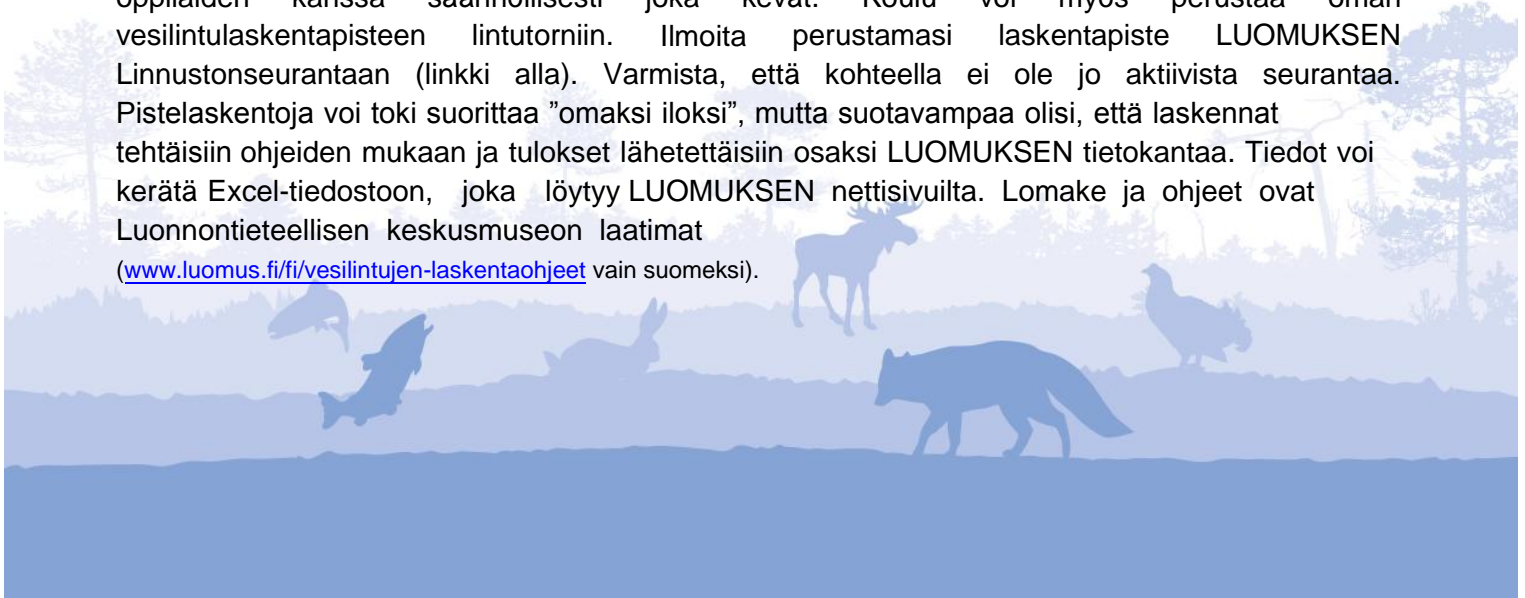 oppilaiden kanssa säännöllisesti joka kevät. Koulu voi myös perustaa oman
vesilintulaskentapisteen lintutorniin. Ilmoita perustamasi laskentapiste LUOMUKSEN
Linnustonseurantaan (linkki alla). Varmista, että kohteella ei ole jo aktiivista seurantaa.
Pistelaskentoja voi toki suorittaa ”omaksi iloksi”, mutta suotavampaa olisi, että laskennat
tehtäisiin ohjeiden mukaan ja tulokset lähetettäisiin osaksi LUOMUKSEN tietokantaa. Tiedot voi
kerätä Excel-tiedostoon, joka löytyy LUOMUKSEN nettisivuilta. Lomake ja ohjeet ovat
Luonnontieteellisen keskusmuseon laatimat
(www.luomus.fi/fi/vesilintujen-laskentaohjeet vain suomeksi).